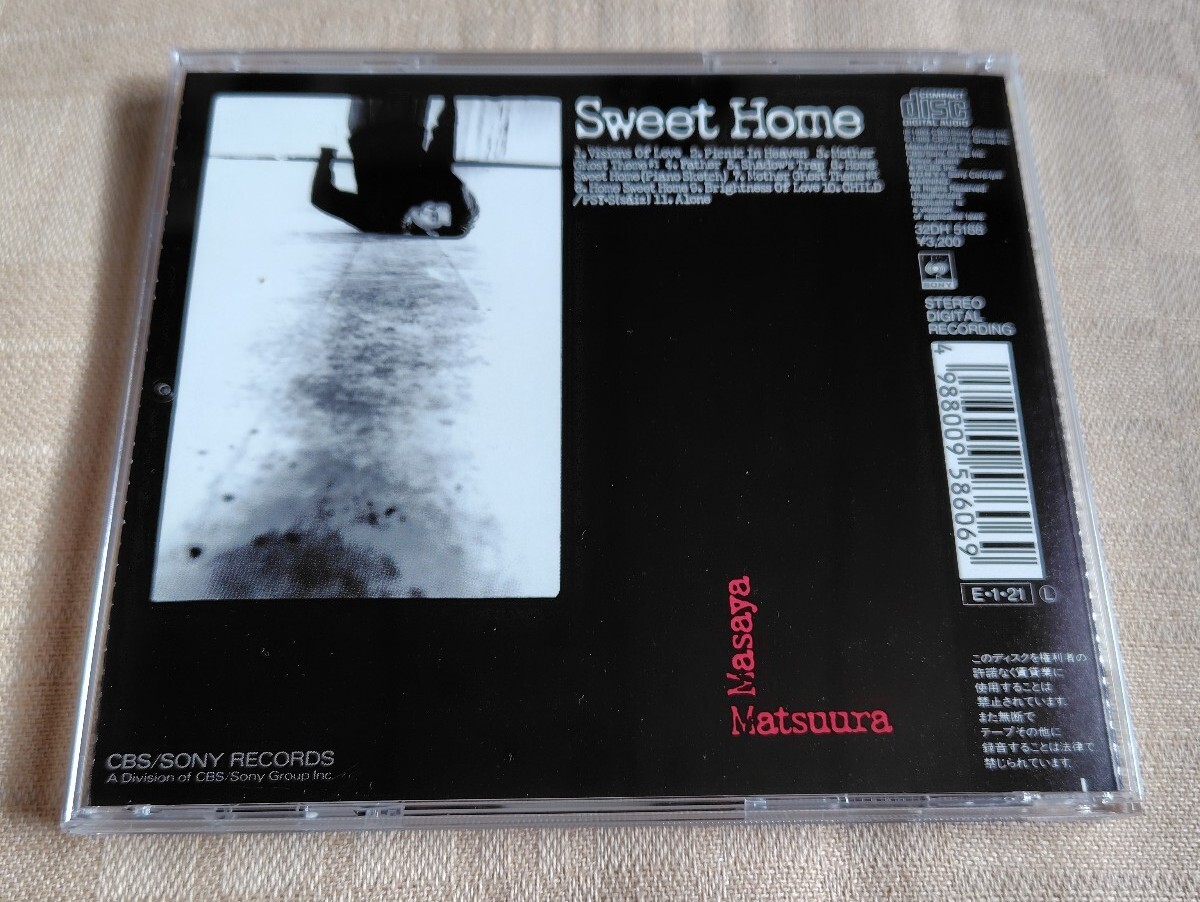 Sweet Home
1. Visions Of Love 2. Picnic in Heaven 3. Mother
Ghost Theme #1 4. Father 5. Shadow's Trap 6. Home
Sweet Home (Piano Sketch) 7. Mother Ghost Theme
8. Home Sweet Home 9. Brightness Of Love 10. CHILD
/PSY・S(saiz) 11. Alone
Masaya
Matsuura
CBS/SONY RECORDS
A Division of CBS/Sony Group Inc.
COMPACT
disc
DIGITAL AUDIO
All Rights Reserved
32DH 5188
¥3,200
SONY
STEREO
DIGITAL
RECORDING
4 988009 586069
E・1・21 L
このディスクを権利者の
許諾なく賃貸業に
使用することは
禁止されています.
また無断で
テープその他に
録音することは法律で
禁じられています.